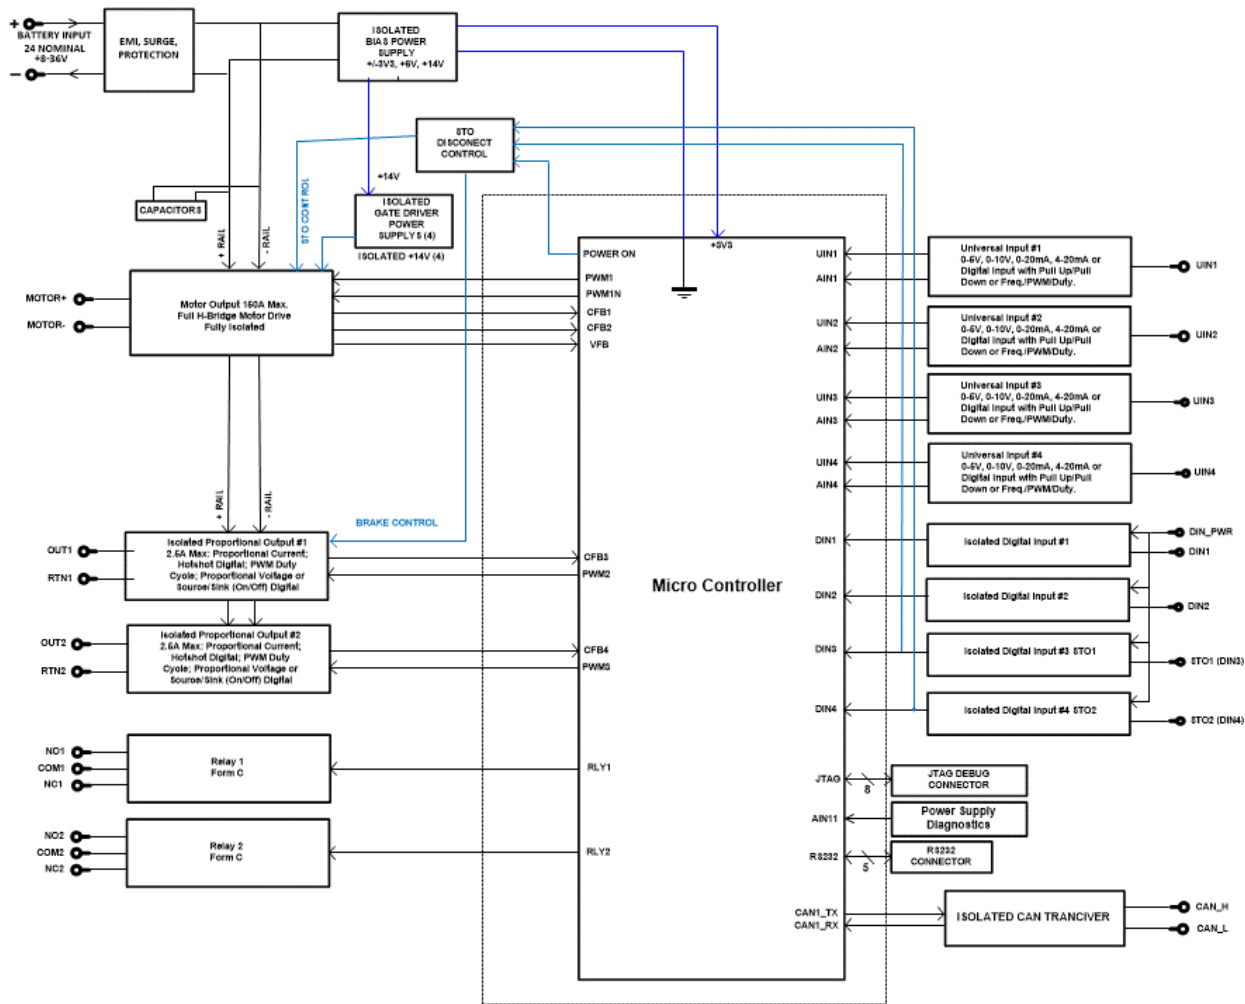 +
BATTERY INPUT
24 NOMINAL
+8-36V
−
EMI, SURGE,
PROTECTION
ISOLATED
BIAS POWER
SUPPLY
+/-3V3, +6V, +14V
STO
DISCONECT
CONTROL
+14V
ISOLATED
GATE DRIVER
POWER
SUPPLYS (4)
ISOLATED +14V (4)
CAPACITORS
STO CONTROL
+ RAIL
- RAIL
MOTOR+
MOTOR-
Motor Output 150A Max.
Full H-Bridge Motor Drive
Fully Isolated
+ RAIL
- RAIL
BRAKE CONTROL
OUT1
RTN1
Isolated Proportional Output #1
2.5A Max: Proportional Current;
Hotshot Digital; PWM Duty
Cycle; Proportional Voltage or
Source/Sink (On/Off) Digital
OUT2
RTN2
Isolated Proportional Output #2
2.5A Max: Proportional Current;
Hotshot Digital; PWM Duty
Cycle; Proportional Voltage or
Source/Sink (On/Off) Digital
NO1
COM1
NC1
Relay 1
Form C
NO2
COM2
NC2
Relay 2
Form C
+3V3
POWER ON
PWM1
PWM1N
CFB1
CFB2
VFB
CFB3
PWM2
CFB4
PWM3
RLY1
RLY2
Micro Controller
UIN1
AIN1
UIN2
AIN2
UIN3
AIN3
UIN4
AIN4
DIN1
DIN2
DIN3
DIN4
JTAG
AIN11
RS232
CAN1_TX
CAN1_RX
Universal Input #1
0-5V, 0-10V, 0-20mA, 4-20mA or
Digital Input with Pull Up/Pull
Down or Freq./PWM/Duty.
UIN1
Universal Input #2
0-5V, 0-10V, 0-20mA, 4-20mA or
Digital Input with Pull Up/Pull
Down or Freq./PWM/Duty.
UIN2
Universal Input #3
0-5V, 0-10V, 0-20mA, 4-20mA or
Digital Input with Pull Up/Pull
Down or Freq./PWM/Duty.
UIN3
Universal Input #4
0-5V, 0-10V, 0-20mA, 4-20mA or
Digital Input with Pull Up/Pull
Down or Freq./PWM/Duty.
UIN4
Isolated Digital Input #1
DIN_PWR
DIN1
Isolated Digital Input #2
DIN2
Isolated Digital Input #3 STO1
STO1 (DIN3)
Isolated Digital Input #4 STO2
STO2 (DIN4)
8
JTAG DEBUG
CONNECTOR
Power Supply
Diagnostics
5
RS232
CONNECTOR
ISOLATED CAN TRANCIVER
CAN_H
CAN_L